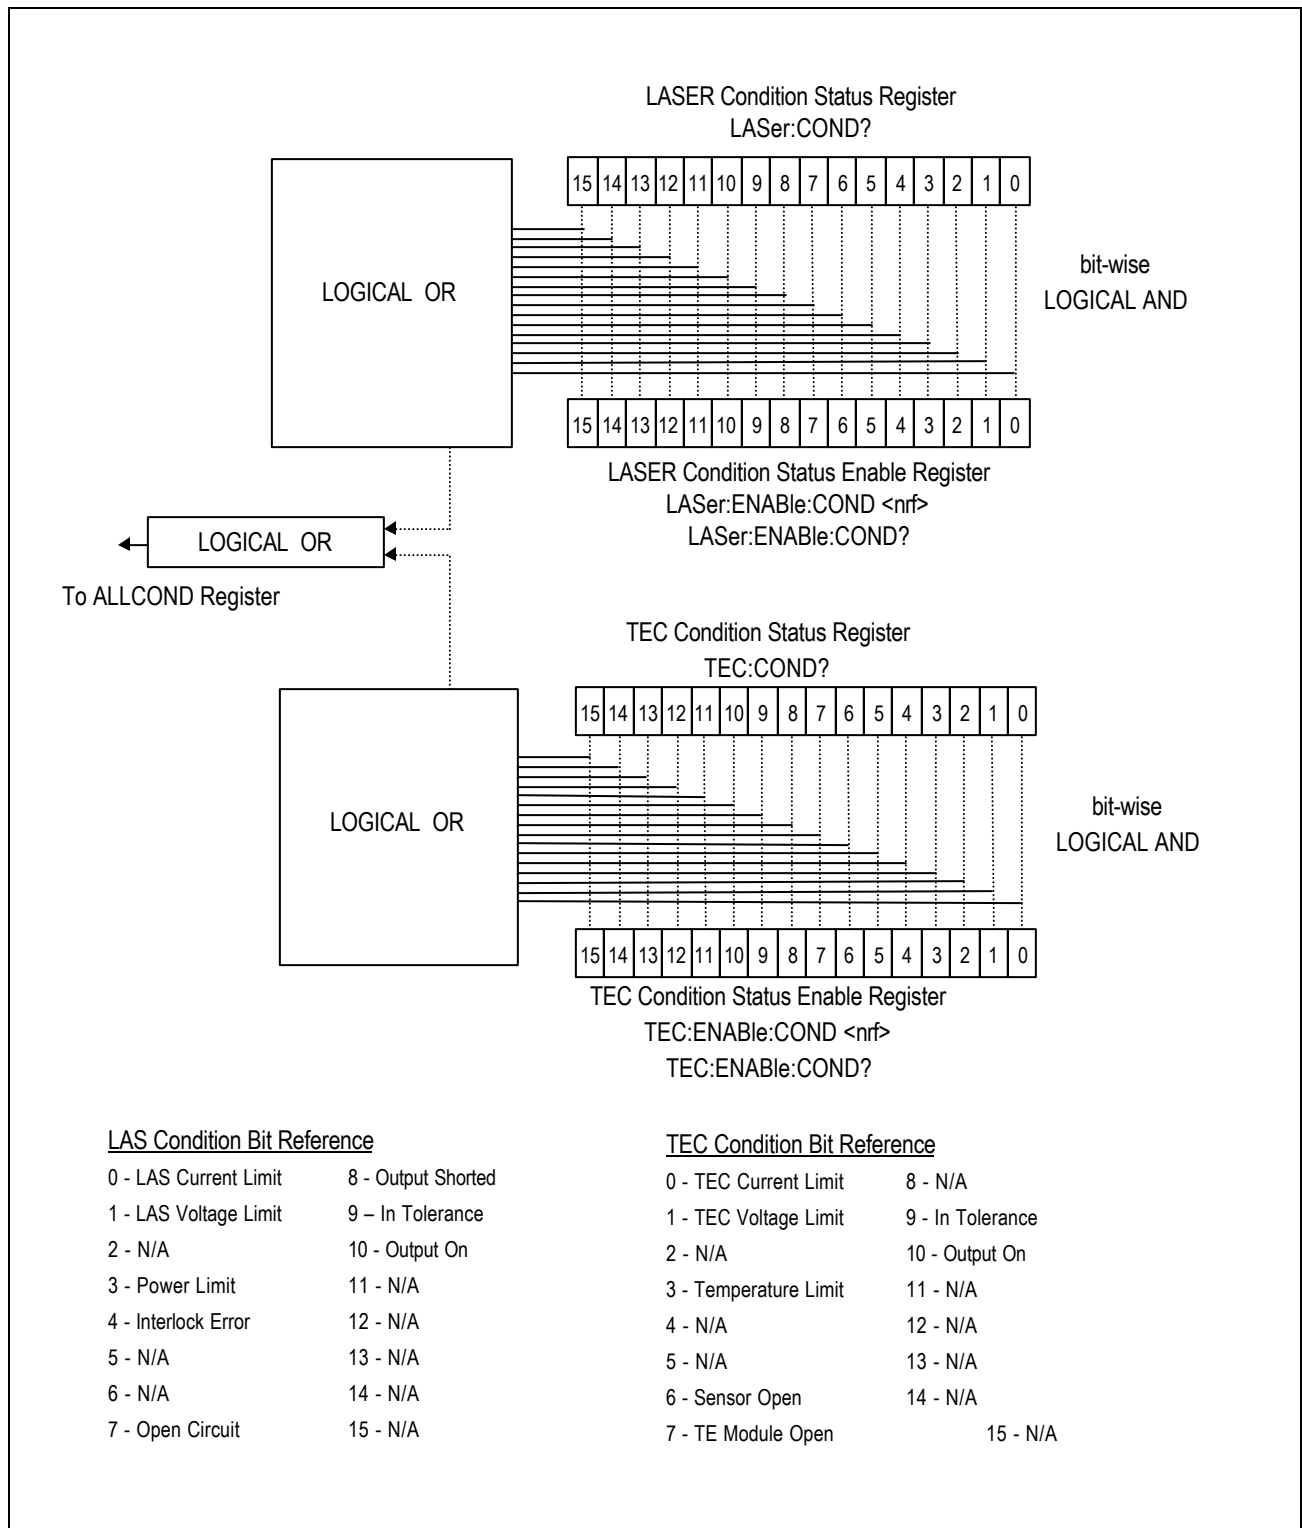 LASER Condition Status Register
LASer:COND?
15 14 13 12 11 10 9 8 7 6 5 4 3 2 1 0
LOGICAL OR
bit-wise
LOGICAL AND
15 14 13 12 11 10 9 8 7 6 5 4 3 2 1 0
LASER Condition Status Enable Register
LASer:ENABle:COND <nrf>
LASer:ENABle:COND?
LOGICAL OR
To ALLCOND Register
TEC Condition Status Register
TEC:COND?
15 14 13 12 11 10 9 8 7 6 5 4 3 2 1 0
LOGICAL OR
bit-wise
LOGICAL AND
15 14 13 12 11 10 9 8 7 6 5 4 3 2 1 0
TEC Condition Status Enable Register
TEC:ENABle:COND <nrf>
TEC:ENABle:COND?
LAS Condition Bit Reference
0 - LAS Current Limit
1 - LAS Voltage Limit
2 - N/A
3 - Power Limit
4 - Interlock Error
5 - N/A
6 - N/A
7 - Open Circuit
8 - Output Shorted
9 – In Tolerance
10 - Output On
11 - N/A
12 - N/A
13 - N/A
14 - N/A
15 - N/A
TEC Condition Bit Reference
0 - TEC Current Limit
1 - TEC Voltage Limit
2 - N/A
3 - Temperature Limit
4 - N/A
5 - N/A
6 - Sensor Open
7 - TE Module Open
8 - N/A
9 - In Tolerance
10 - Output On
11 - N/A
12 - N/A
13 - N/A
14 - N/A
15 - N/A